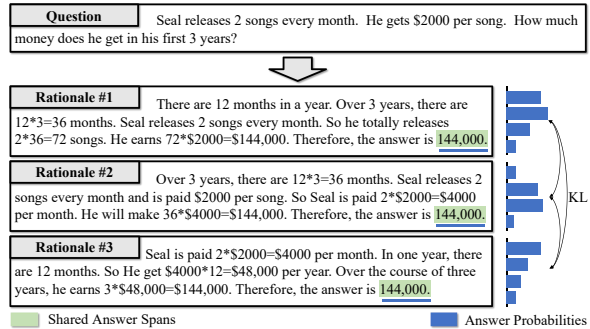 Question
Seal releases 2 songs every month. He gets $2000 per song. How much
money does he get in his first 3 years?
Rationale #1
There are 12 months in a year. Over 3 years, there are
12*3=36 months. Seal releases 2 songs every month. So he totally releases
2*36=72 songs. He earns 72*$2000=$144,000. Therefore, the answer is 144,000.
Rationale #2
Over 3 years, there are 12*3=36 months. Seal releases 2
songs every month and is paid $2000 per song. So Seal is paid 2*$2000=$4000
per month. He will make 36*$4000=$144,000. Therefore, the answer is 144,000.
KL
Rationale #3
Seal is paid 2*$2000=$4000 per month. In one year, there
are 12 months. So He get $4000*12=$48,000 per year. Over the course of three
years, he earns 3*$48,000=$144,000. Therefore, the answer is 144,000.
Shared Answer Spans
Answer Probabilities